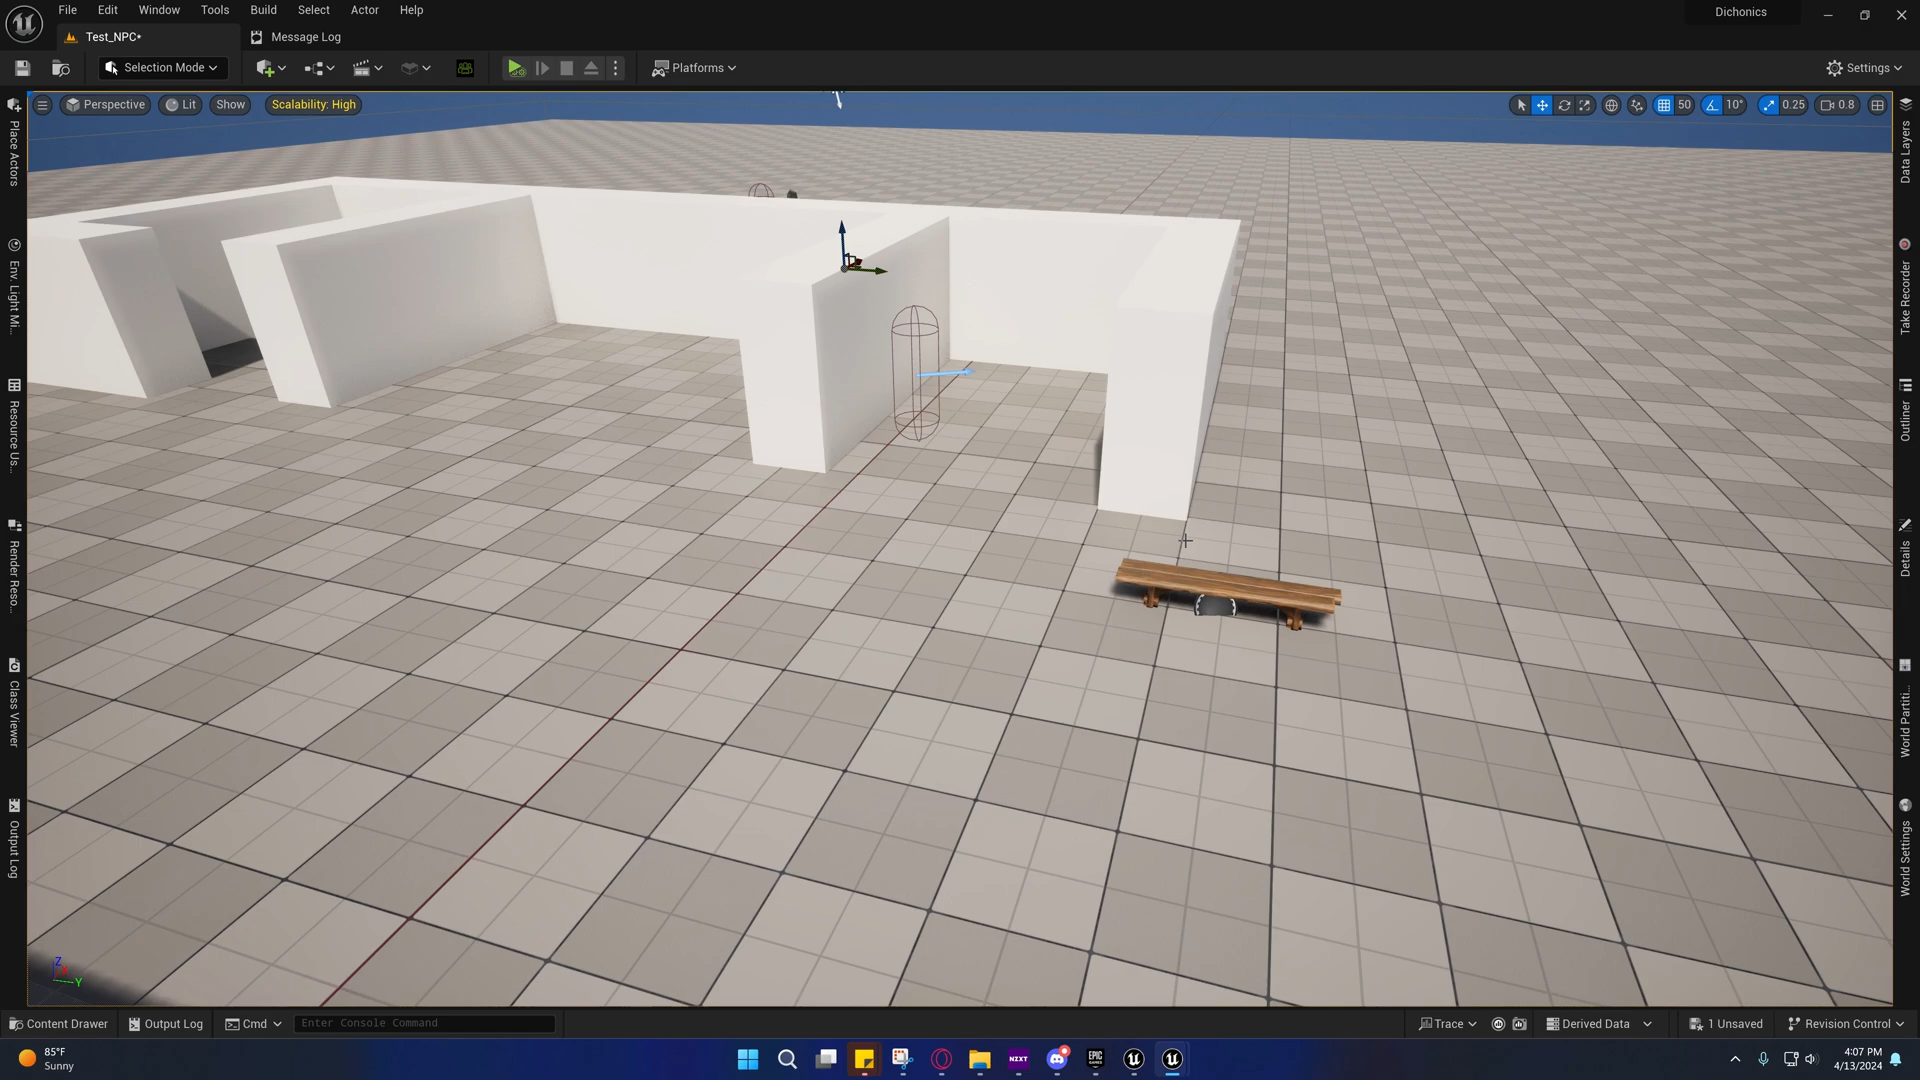 File Edit Window Tools Build Select Actor Help
Dichonics
Test_NPC*
Message Log
Selection Mode
Platforms
Settings
Perspective
Lit
Show
Scalability: High
50
10°
0.25
0.8
Place Actors
Env. Light Mi...
Resource Us...
Render Reso...
Class Viewer
Output Log
Data Layers
Take Recorder
Outliner
Details
World Partiti...
World Settings
Z
X
Y
Content Drawer
Output Log
Cmd
Enter Console Command
Trace
Derived Data
1 Unsaved
Revision Control
85°F
Sunny
NZXT
EPIC
GAMES
4:07 PM
4/13/2024